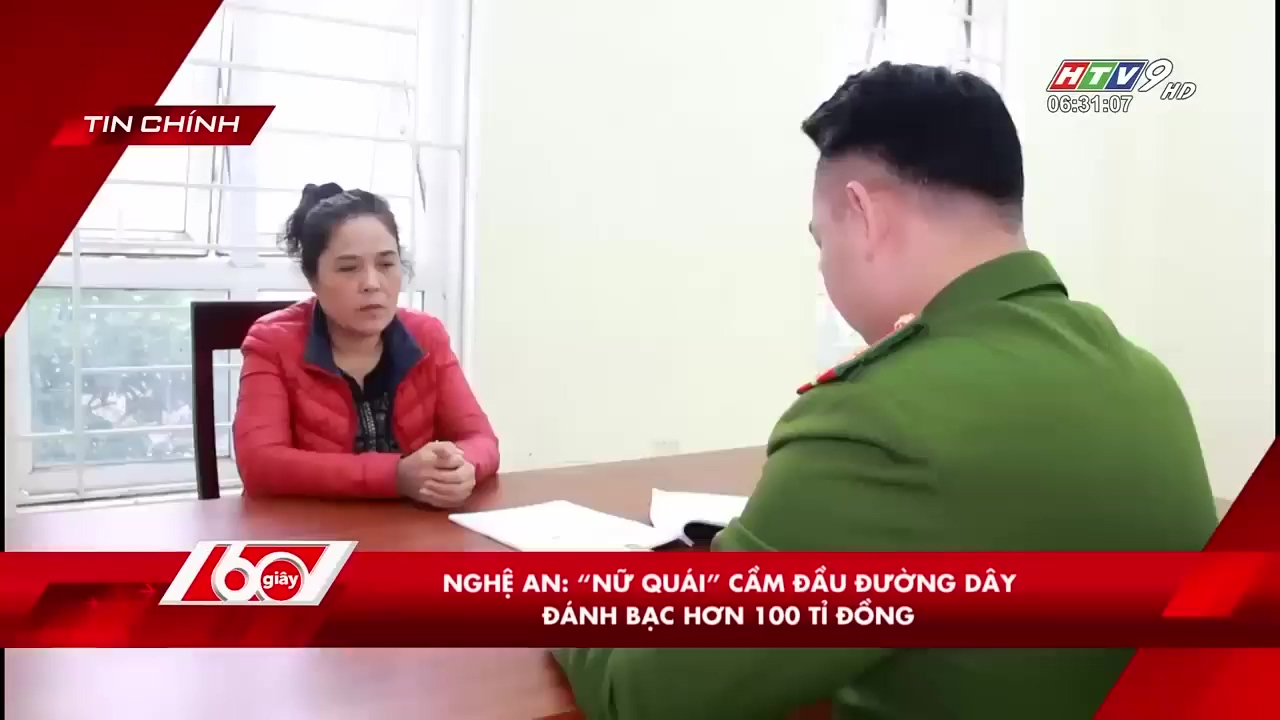 TIN CHÍNH
HTV9 HD
06:31:07
60 giây
NGHỆ AN: “NỮ QUÁI” CẦM ĐẦU ĐƯỜNG DÂY
ĐÁNH BẠC HƠN 100 TỈ ĐỒNG